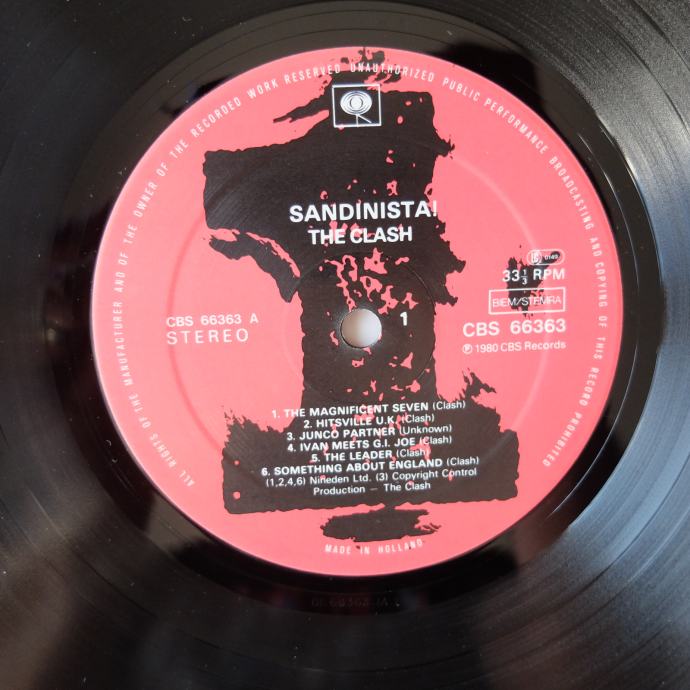 ALL RIGHTS OF THE MANUFACTURER AND OF THE OWNER OF THE RECORDED WORK RESERVED UNAUTHORIZED PUBLIC PERFORMANCE BROADCASTING AND COPYING OF THIS RECORD PROHIBITED
SANDINISTA!
THE CLASH
0149
33⅓ RPM
BIEM/STEMRA
CBS 66363 A
STEREO
1
CBS 66363
℗ 1980 CBS Records
1. THE MAGNIFICENT SEVEN (Clash)
2. HITSVILLE U.K. (Clash)
3. JUNCO PARTNER (Unknown)
4. IVAN MEETS G.I. JOE (Clash)
5. THE LEADER (Clash)
6. SOMETHING ABOUT ENGLAND (Clash)
(1,2,4,6) Nineden Ltd. (3) Copyright Control
Production — The Clash
MADE IN HOLLAND